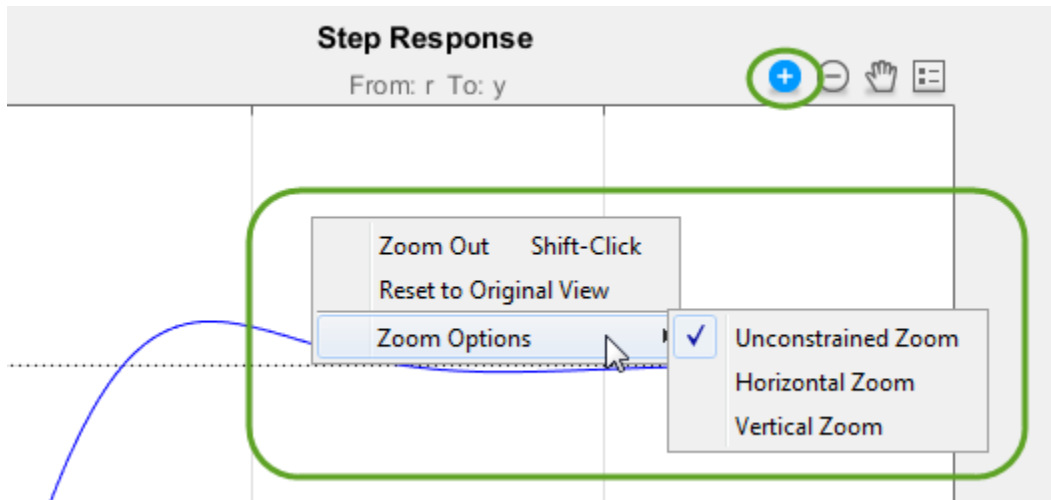 Step Response
From: r To: y
Zoom Out Shift-Click
Reset to Original View
Zoom Options
Unconstrained Zoom
Horizontal Zoom
Vertical Zoom